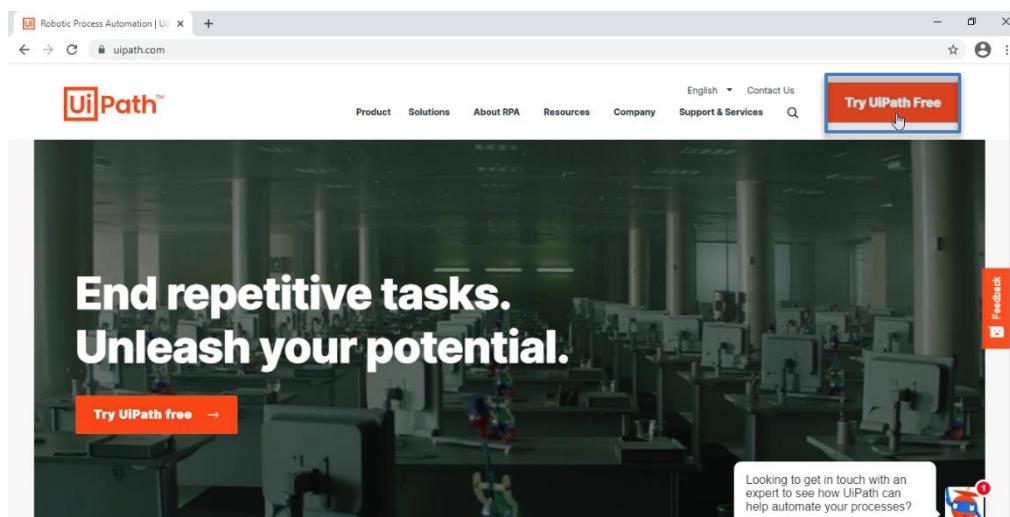 Robotic Process Automation | Ui
uipath.com
English Contact Us
UiPath™
Product Solutions About RPA Resources Company Support & Services
Try UiPath Free
End repetitive tasks.
Unleash your potential.
Try UiPath free →
Feedback
Looking to get in touch with an
expert to see how UiPath can
help automate your processes?
1